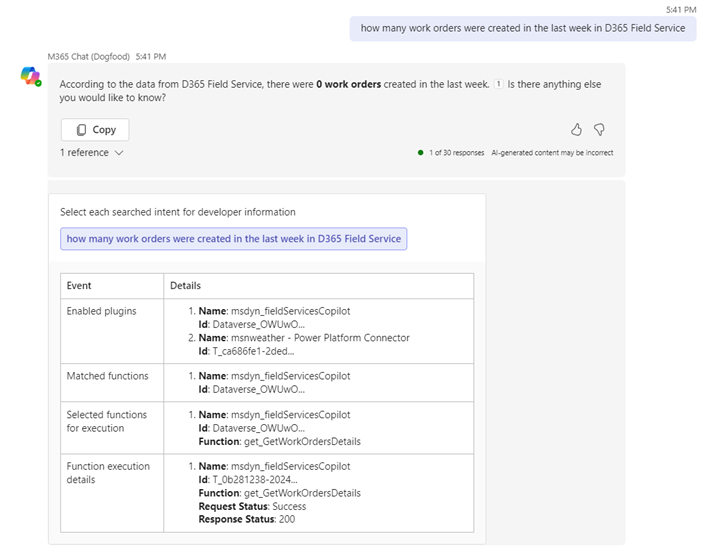 5:41 PM
how many work orders were created in the last week in D365 Field Service
M365 Chat (Dogfood) 5:41 PM
According to the data from D365 Field Service, there were 0 work orders created in the last week. 1 Is there anything else
you would like to know?
Copy
1 reference
1 of 30 responses AI-generated content may be incorrect
Select each searched intent for developer information
how many work orders were created in the last week in D365 Field Service
Event Details
Enabled plugins 1. Name: msdyn_fieldServicesCopilot
Id: Dataverse_OWUwO...
2. Name: msnweather - Power Platform Connector
Id: T_ca686fe1-2ded...
Matched functions 1. Name: msdyn_fieldServicesCopilot
Id: Dataverse_OWUwO...
Selected functions 1. Name: msdyn_fieldServicesCopilot
for execution Id: Dataverse_OWUwO...
Function: get_GetWorkOrdersDetails
Function execution 1. Name: msdyn_fieldServicesCopilot
details Id: T_0b281238-2024...
Function: get_GetWorkOrdersDetails
Request Status: Success
Response Status: 200